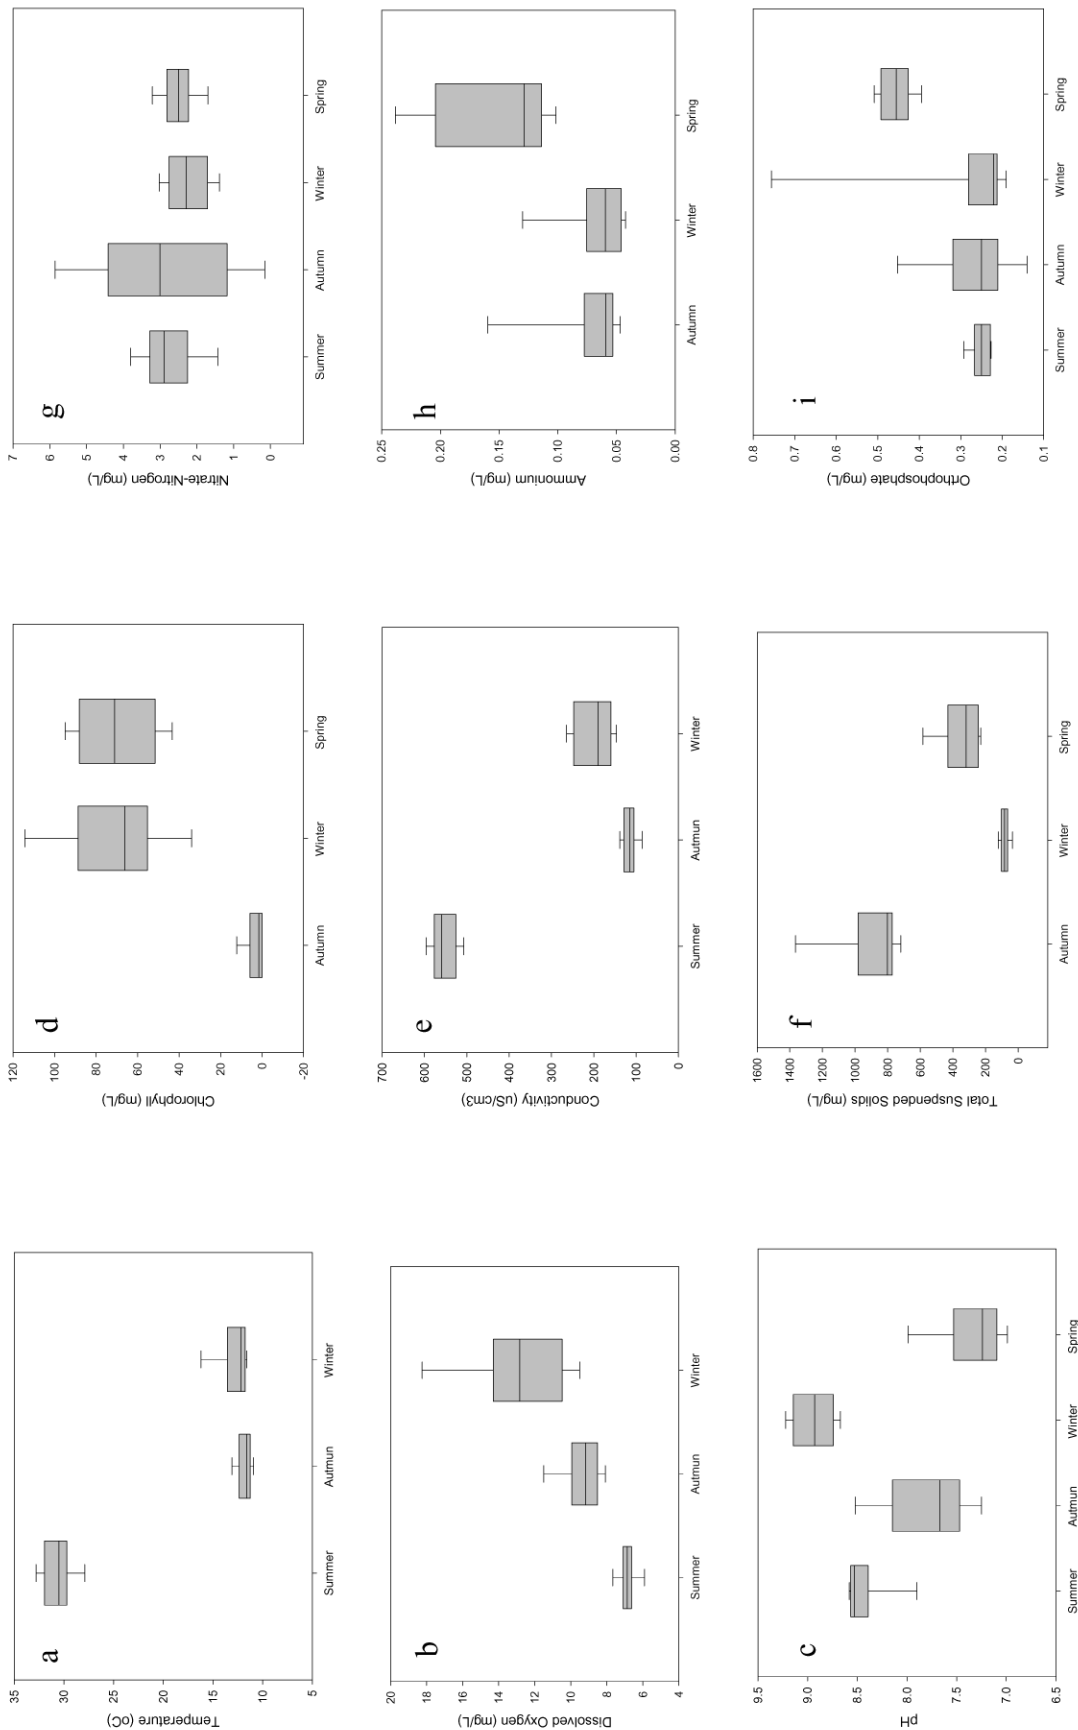 a
Temperature (oC)
35
30
25
20
15
10
5
Summer
Autmun
Winter
b
Dissolved Oxygen (mg/L)
20
18
16
14
12
10
8
6
4
Summer
Autmun
Winter
c
pH
9.5
9.0
8.5
8.0
7.5
7.0
6.5
Summer
Autmun
Winter
Spring
d
Chlorophyll (mg/L)
120
100
80
60
40
20
0
-20
Autumn
Winter
Spring
e
Conductivity (uS/cm3)
700
600
500
400
300
200
100
0
Summer
Autmun
Winter
f
Total Suspended Solids (mg/L)
1600
1400
1200
1000
800
600
400
200
0
Autumn
Winter
Spring
g
Nitrate-Nitrogen (mg/L)
7
6
5
4
3
2
1
0
Summer
Autumn
Winter
Spring
h
Ammonium (mg/L)
0.25
0.20
0.15
0.10
0.05
0.00
Autumn
Winter
Spring
i
Orthophosphate (mg/L)
0.8
0.7
0.6
0.5
0.4
0.3
0.2
0.1
Summer
Autumn
Winter
Spring